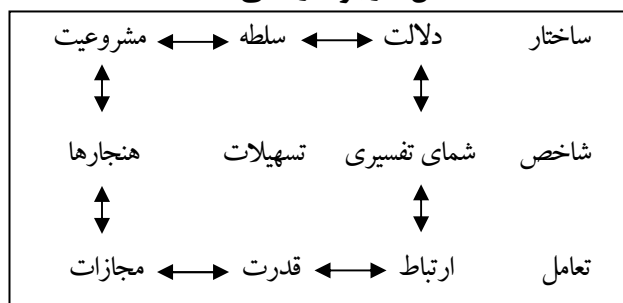 ساختار دلالت سلطه مشروعیت
شاخص شمای تفسیری تسهیلات هنجارها
تعامل ارتباط قدرت مجازات